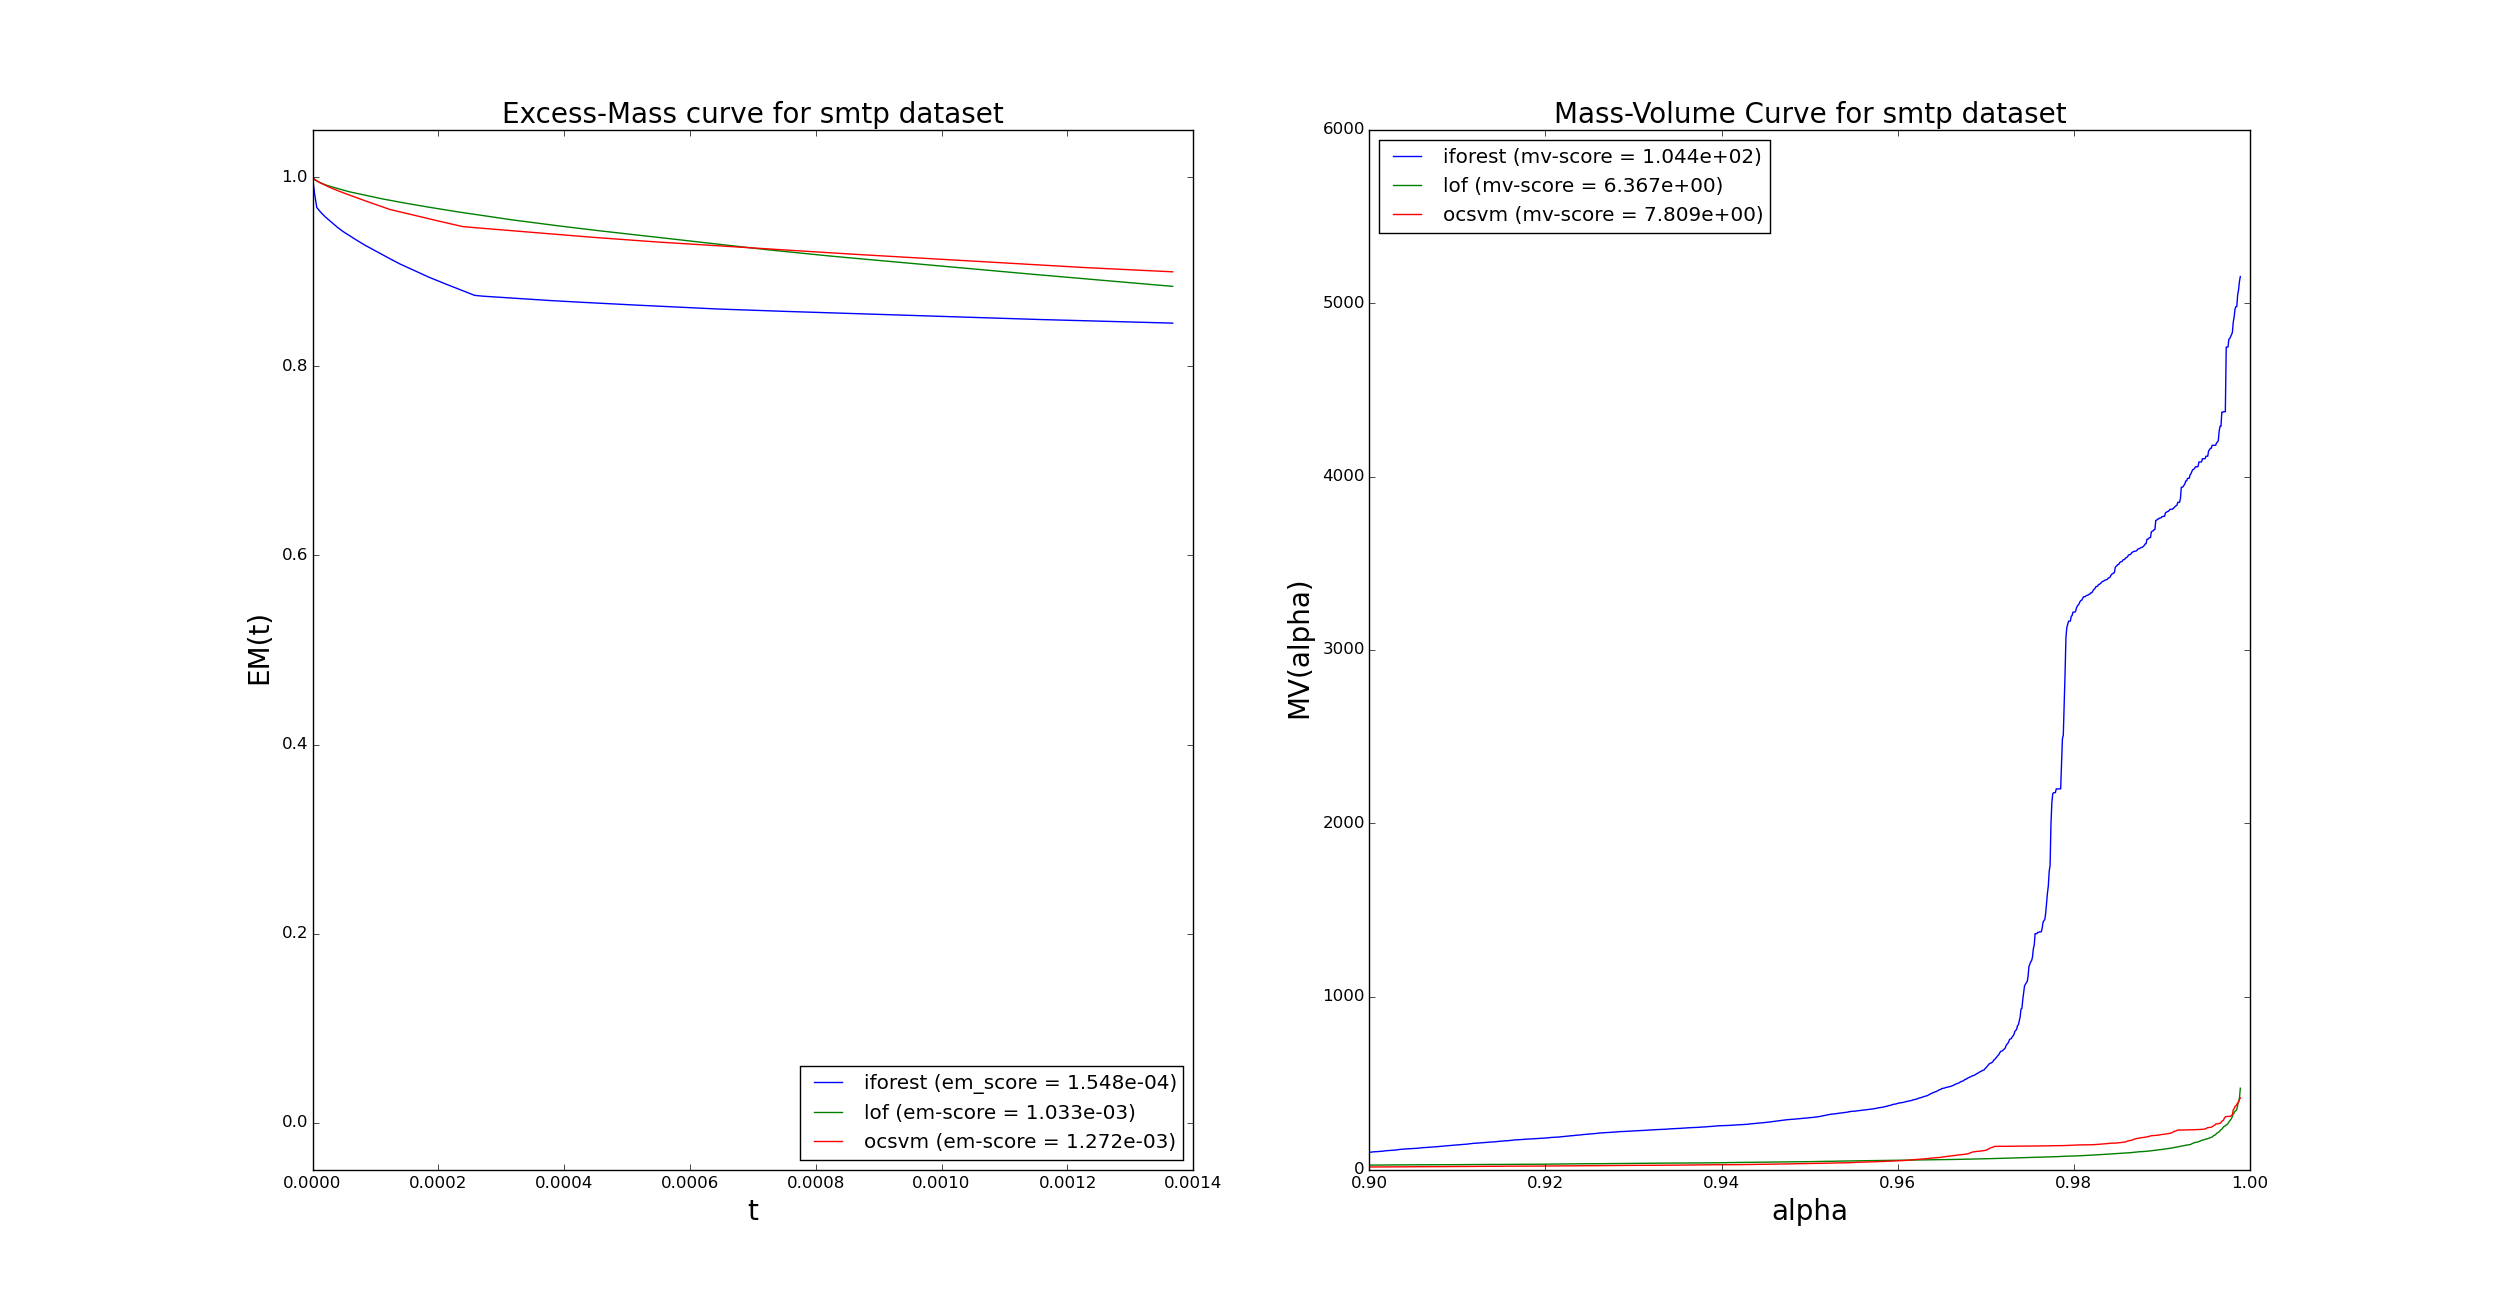 Excess-Mass curve for smtp dataset
1.0
0.8
0.6
0.4
0.2
0.0
EM(t)
iforest (em_score = 1.548e-04)
lof (em-score = 1.033e-03)
ocsvm (em-score = 1.272e-03)
0.0000 0.0002 0.0004 0.0006 0.0008 0.0010 0.0012 0.0014
t
Mass-Volume Curve for smtp dataset
6000
5000
4000
3000
2000
1000
0
MV(alpha)
iforest (mv-score = 1.044e+02)
lof (mv-score = 6.367e+00)
ocsvm (mv-score = 7.809e+00)
0.90 0.92 0.94 0.96 0.98 1.00
alpha